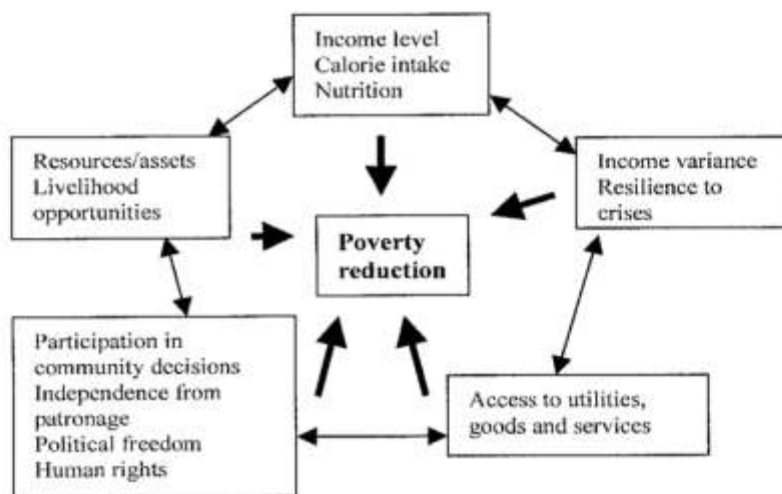 Income level
Calorie intake
Nutrition
Resources/assets
Livelihood
opportunities
Income variance
Resilience to
crises
Poverty
reduction
Participation in
community decisions
Independence from
patronage
Political freedom
Human rights
Access to utilities,
goods and services